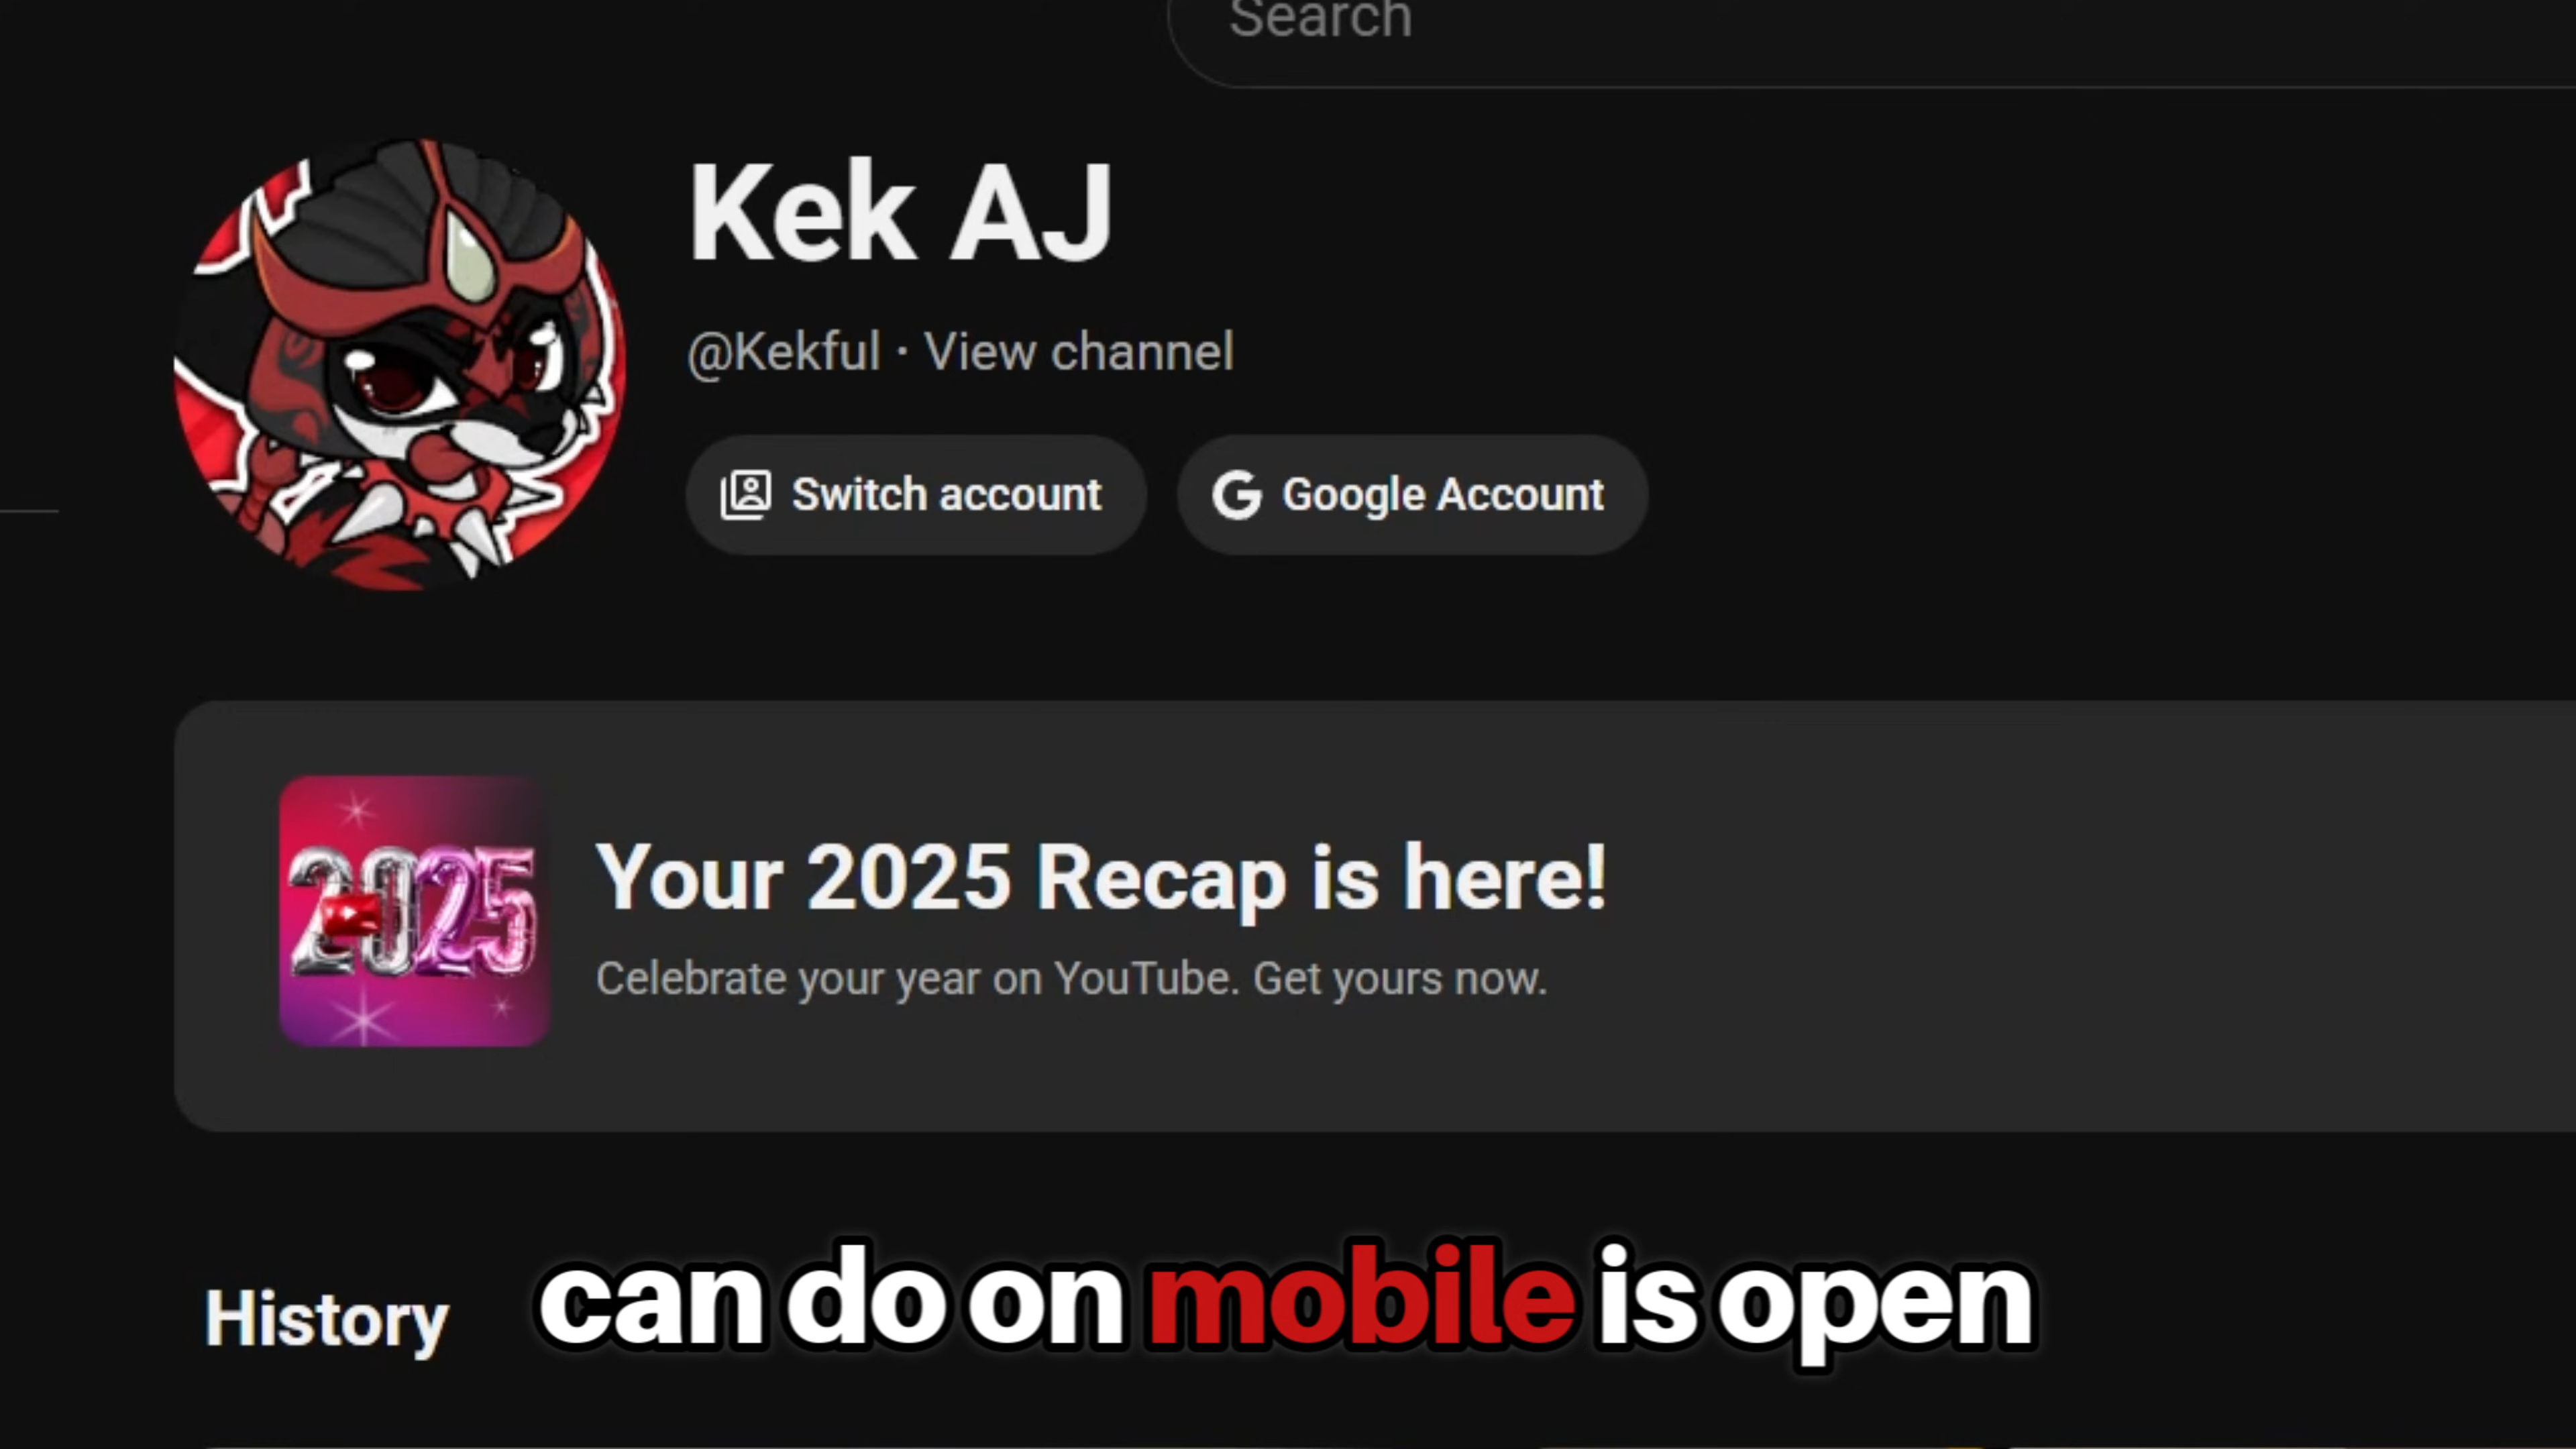 Search
Kek AJ
@Kekful · View channel
Switch account
Google Account
2025
Your 2025 Recap is here!
Celebrate your year on YouTube. Get yours now.
History
can do on mobile is open